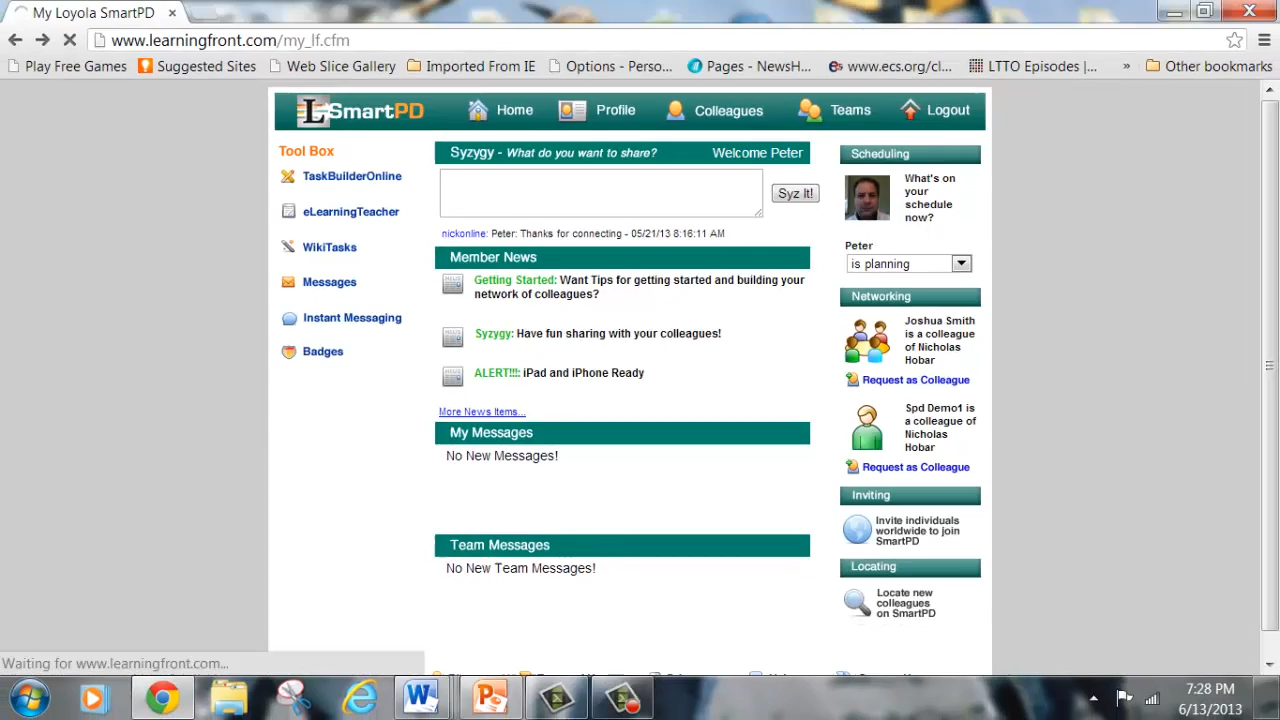 My Loyola SmartPD
www.learningfront.com/my_lf.cfm
Play Free Games Suggested Sites Web Slice Gallery Imported From IE Options - Perso... Pages - NewsH... www.ecs.org/cl... LTTO Episodes |... » Other bookmarks
L SmartPD Home Profile Colleagues Teams Logout
Tool Box
TaskBuilderOnline
eLearningTeacher
WikiTasks
Messages
Instant Messaging
Badges
Syzygy - What do you want to share? Welcome Peter
Syz It!
nickonline: Peter: Thanks for connecting - 05/21/13 8:16:11 AM
Member News
Getting Started: Want Tips for getting started and building your
network of colleagues?
Syzygy: Have fun sharing with your colleagues!
ALERT!!!: iPad and iPhone Ready
More News Items...
My Messages
No New Messages!
Team Messages
No New Team Messages!
Scheduling
What's on
your
schedule
now?
Peter
is planning
Networking
Joshua Smith
is a colleague
of Nicholas
Hobar
Request as Colleague
Spd Demo1 is
a colleague of
Nicholas
Hobar
Request as Colleague
Inviting
Invite individuals
worldwide to join
SmartPD
Locating
Locate new
colleagues
on SmartPD
Waiting for www.learningfront.com...
7:28 PM
6/13/2013